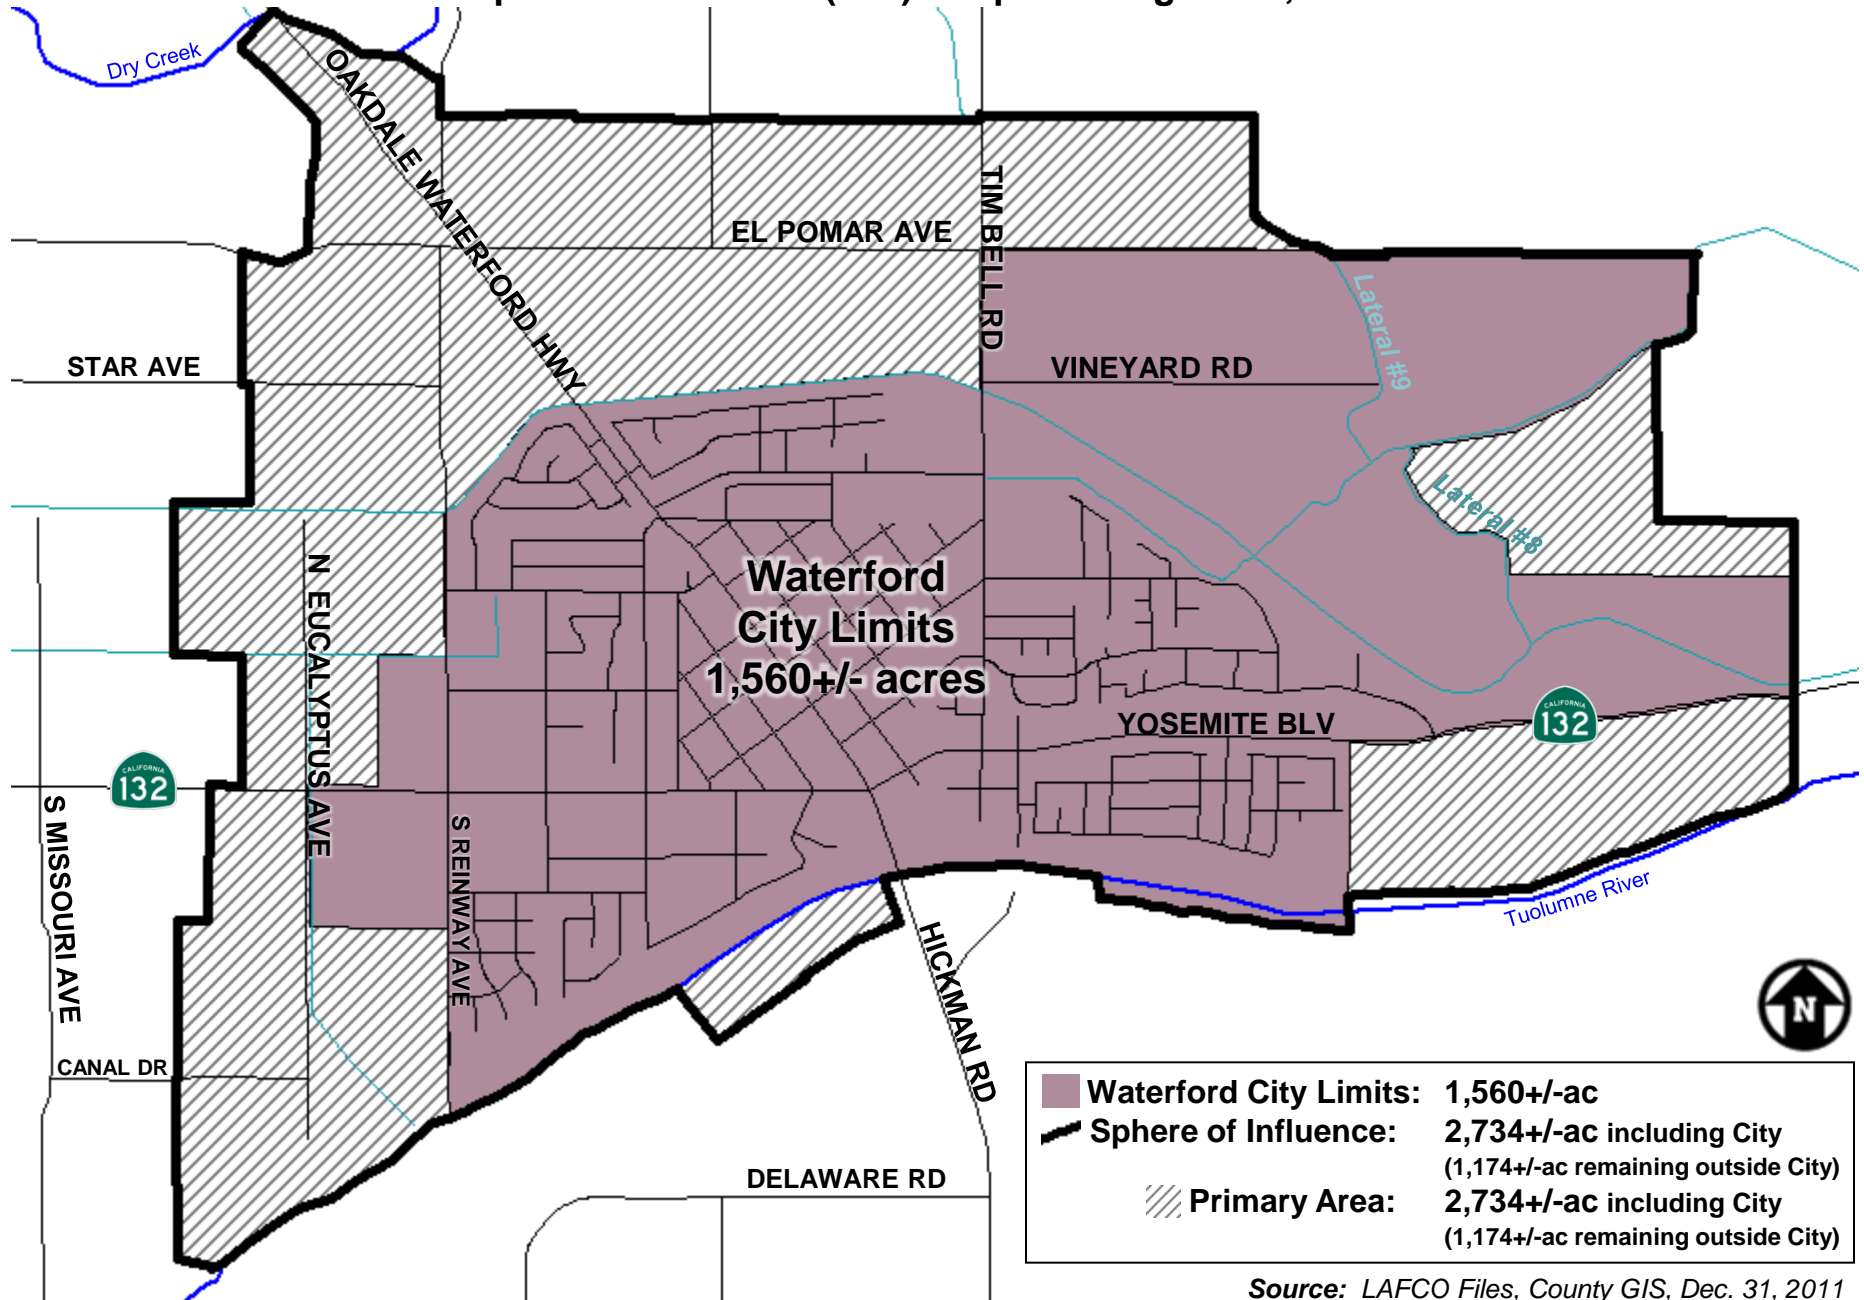 Dry Creek
OAKDALE WATERFORD HWY
TIM BELL RD
EL POMAR AVE
STAR AVE
VINEYARD RD
Lateral #9
Lateral #8
N EUCALYPTUS AVE
Waterford
City Limits
1,560+/- acres
YOSEMITE BLV
CALIFORNIA
132
CALIFORNIA
132
S MISSOURI AVE
S REINWAY AVE
Tuolumne River
HICKMAN RD
CANAL DR
DELAWARE RD
N
Waterford City Limits: 1,560+/-ac
Sphere of Influence: 2,734+/-ac including City
(1,174+/-ac remaining outside City)
Primary Area: 2,734+/-ac including City
(1,174+/-ac remaining outside City)
Source: LAFCO Files, County GIS, Dec. 31, 2011